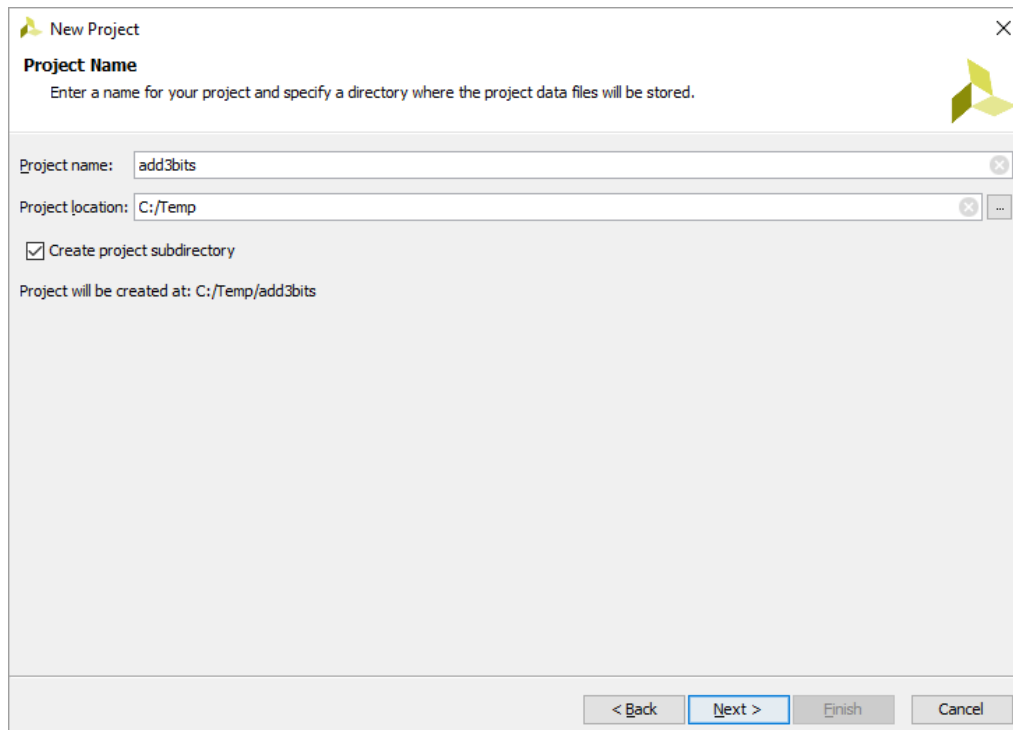 New Project
Project Name
Enter a name for your project and specify a directory where the project data files will be stored.
Project name: add3bits
Project location: C:/Temp ...
Create project subdirectory
Project will be created at: C:/Temp/add3bits
< Back Next > Finish Cancel